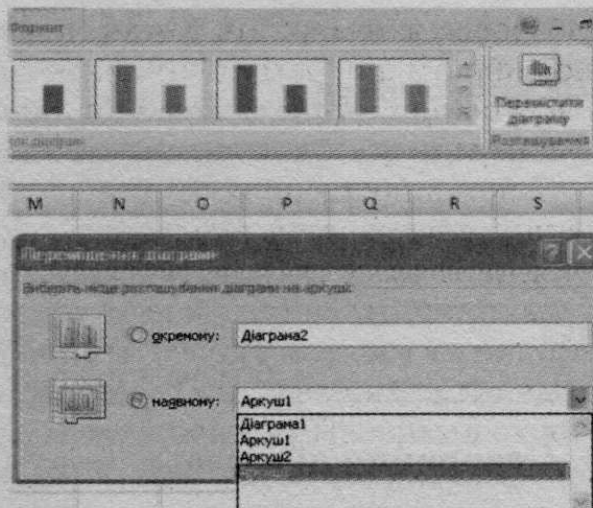 Формат
Перемістити
діаграму
Розташування
M N O P Q R S
Переміщення діаграми
Виберіть місце розташування діаграми на аркуші
окремому: Діаграма2
наявному: Аркуш1
Діаграма1
Аркуш1
Аркуш2